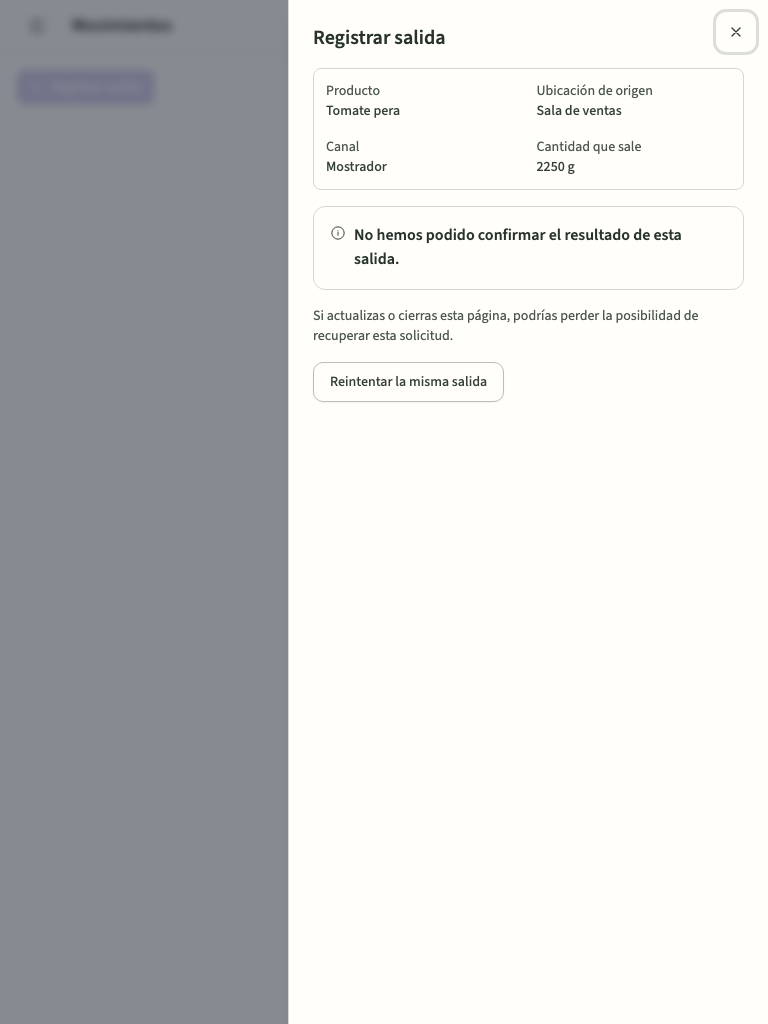 Movimientos
Registrar salida
Producto
Tomate pera
Ubicación de origen
Sala de ventas
Canal
Mostrador
Cantidad que sale
2250 g
No hemos podido confirmar el resultado de esta
salida.
Si actualizas o cierras esta página, podrías perder la posibilidad de
recuperar esta solicitud.
Reintentar la misma salida